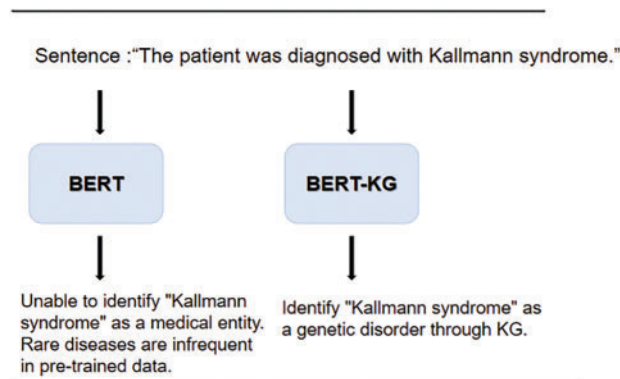 Sentence :“The patient was diagnosed with Kallmann syndrome.”
BERT
BERT-KG
Unable to identify "Kallmann
syndrome" as a medical entity.
Rare diseases are infrequent
in pre-trained data.
Identify "Kallmann syndrome" as
a genetic disorder through KG.